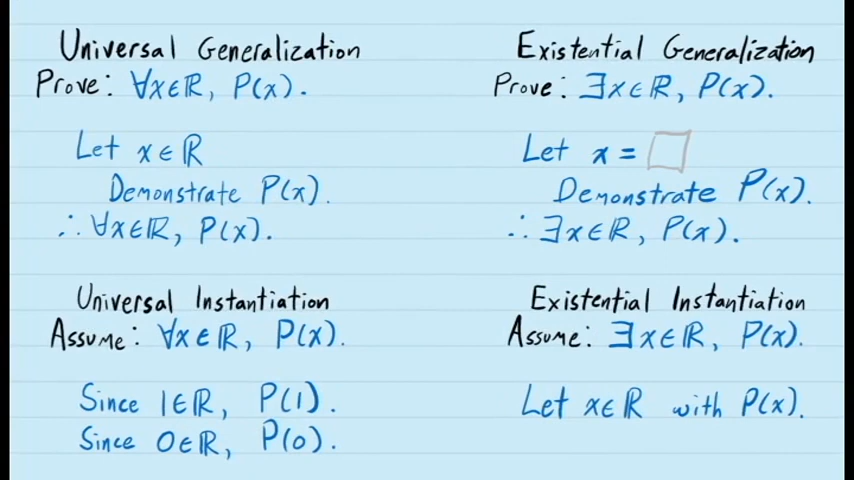 Universal Generalization
Prove: ∀x∈ℝ, P(x).
Let x∈ℝ
Demonstrate P(x).
∴ ∀x∈ℝ, P(x).
Existential Generalization
Prove: ∃x∈ℝ, P(x).
Let x = □
Demonstrate P(x).
∴ ∃x∈ℝ, P(x).
Universal Instantiation
Assume: ∀x∈ℝ, P(x).
Since 1∈ℝ, P(1).
Since 0∈ℝ, P(0).
Existential Instantiation
Assume: ∃x∈ℝ, P(x).
Let x∈ℝ with P(x).